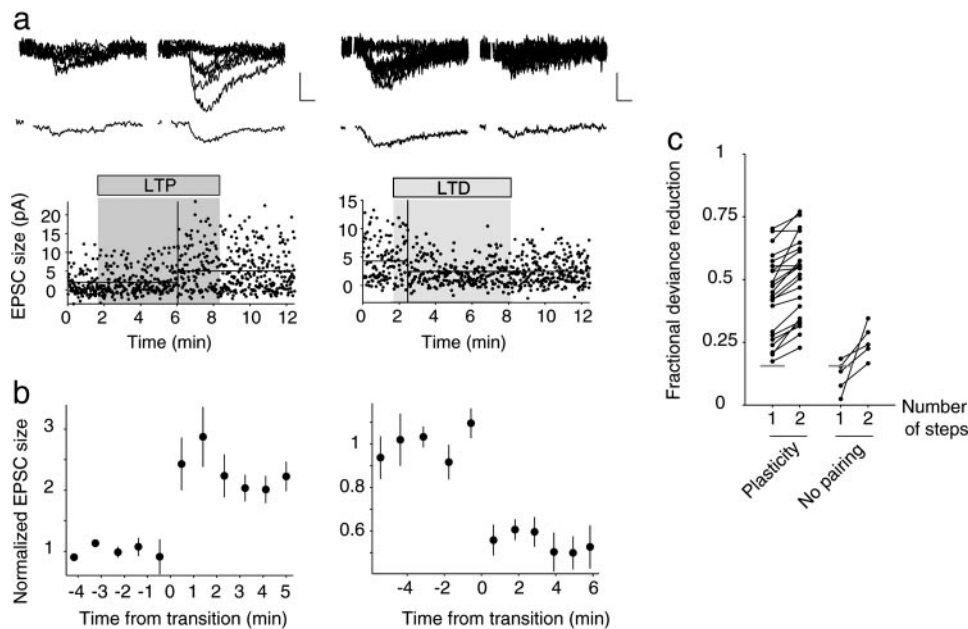 a
LTP
LTD
EPSC size (pA)
20
15
10
5
0
15
10
5
0
0 2 4 6 8 10 12
0 2 4 6 8 10 12
Time (min)
Time (min)
b
Normalized EPSC size
3
2
1
1
0.8
0.6
-4 -3 -2 -1 0 1 2 3 4 5
-4 -2 0 2 4 6
Time from transition (min)
Time from transition (min)
c
Fractional deviance reduction
1
0.75
0.5
0.25
0
1 2 1 2
Number
of steps
Plasticity
No pairing